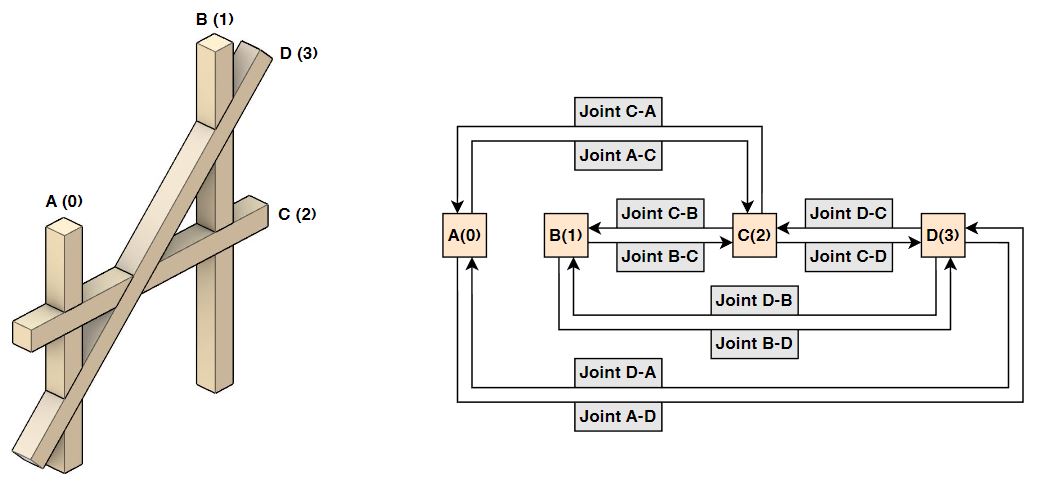 B (1)
D (3)
A (0)
C (2)
Joint C-A
Joint A-C
Joint C-B
Joint D-C
A(0)
B(1)
C(2)
D(3)
Joint B-C
Joint C-D
Joint D-B
Joint B-D
Joint D-A
Joint A-D